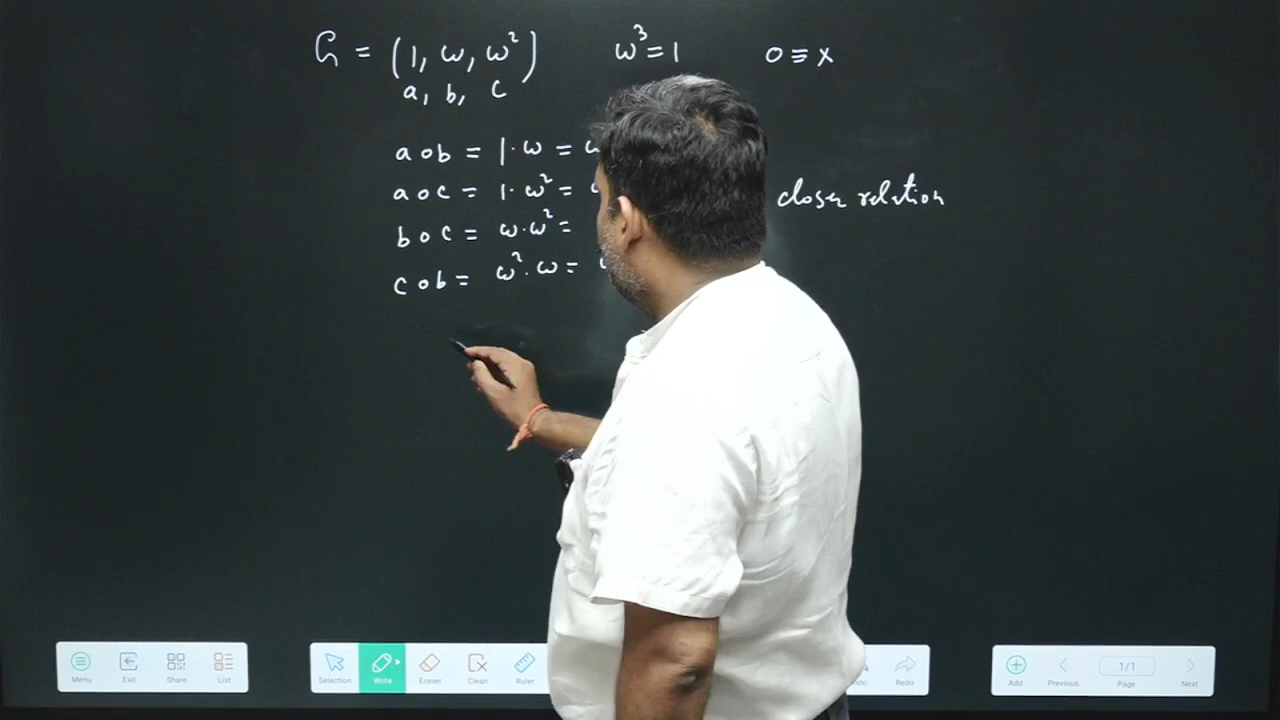 G = (1, ω, ω²) ω³ = 1 o ≡ x
a, b, c
a o b = 1 · ω =
a o c = 1 · ω² =
closer relation
b o c = ω · ω² =
c o b = ω² · ω =
Menu Exit Share List Selection Write Eraser Clean Ruler Redo Add Previous 1/1 Page Next